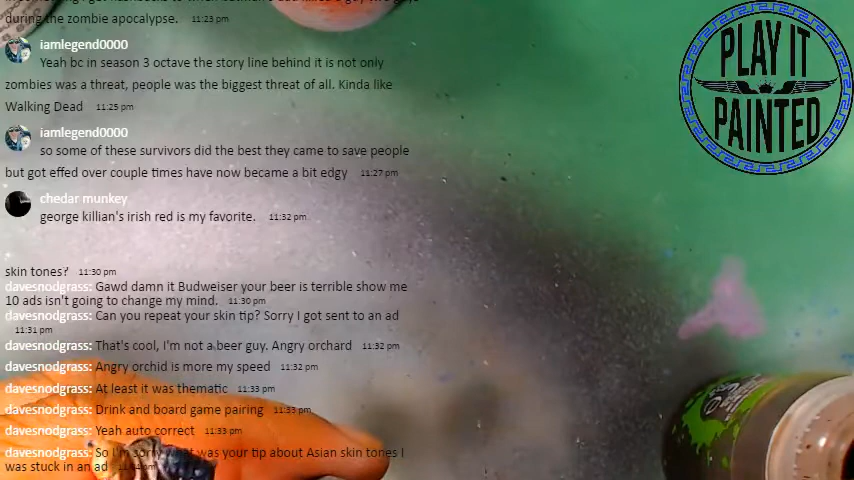 during the zombie apocalypse. 11:23 pm
iamlegend0000
Yeah bc in season 3 octave the story line behind it is not only
zombies was a threat, people was the biggest threat of all. Kinda like
Walking Dead 11:25 pm
iamlegend0000
so some of these survivors did the best they came to save people
but got effed over couple times have now became a bit edgy 11:27 pm
chedar munkey
george killian's irish red is my favorite. 11:32 pm
skin tones? 11:30 pm
davesnodgrass: Gawd damn it Budweiser your beer is terrible show me
10 ads isn't going to change my mind. 11:30 pm
davesnodgrass: Can you repeat your skin tip? Sorry I got sent to an ad
11:31 pm
davesnodgrass: That's cool, I'm not a beer guy. Angry orchard 11:32 pm
davesnodgrass: Angry orchid is more my speed 11:32 pm
davesnodgrass: At least it was thematic 11:33 pm
davesnodgrass: Drink and board game pairing 11:33 pm
davesnodgrass: Yeah auto correct 11:33 pm
davesnodgrass: So I'm sorry what was your tip about Asian skin tones I
was stuck in an ad
PLAY IT
PAINTED